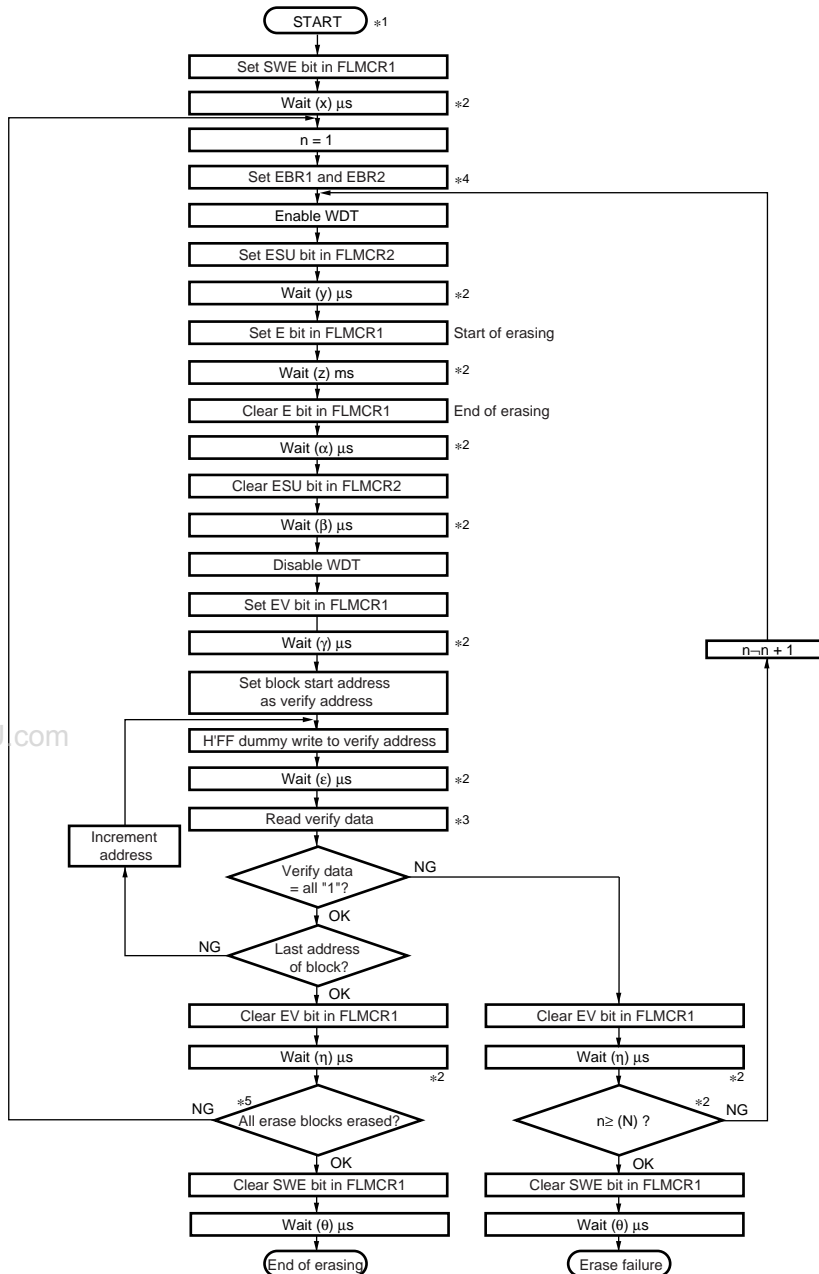 START *1
Set SWE bit in FLMCR1
Wait (x) μs *2
n = 1
Set EBR1 and EBR2 *4
Enable WDT
Set ESU bit in FLMCR2
Wait (y) μs *2
Set E bit in FLMCR1 Start of erasing
Wait (z) ms *2
Clear E bit in FLMCR1 End of erasing
Wait (α) μs *2
Clear ESU bit in FLMCR2
Wait (β) μs *2
Disable WDT
Set EV bit in FLMCR1
Wait (γ) μs *2
n¬n + 1
Set block start address
as verify address
.com
H'FF dummy write to verify address
Wait (ε) μs *2
Read verify data *3
Increment
address
Verify data
= all "1"?
NG
OK
NG
Last address
of block?
OK
Clear EV bit in FLMCR1
Wait (η) μs
*2
NG
*5
All erase blocks erased?
OK
Clear SWE bit in FLMCR1
Wait (θ) μs
End of erasing
Clear EV bit in FLMCR1
Wait (η) μs
*2
*2
n≥ (N) ?
NG
OK
Clear SWE bit in FLMCR1
Wait (θ) μs
Erase failure